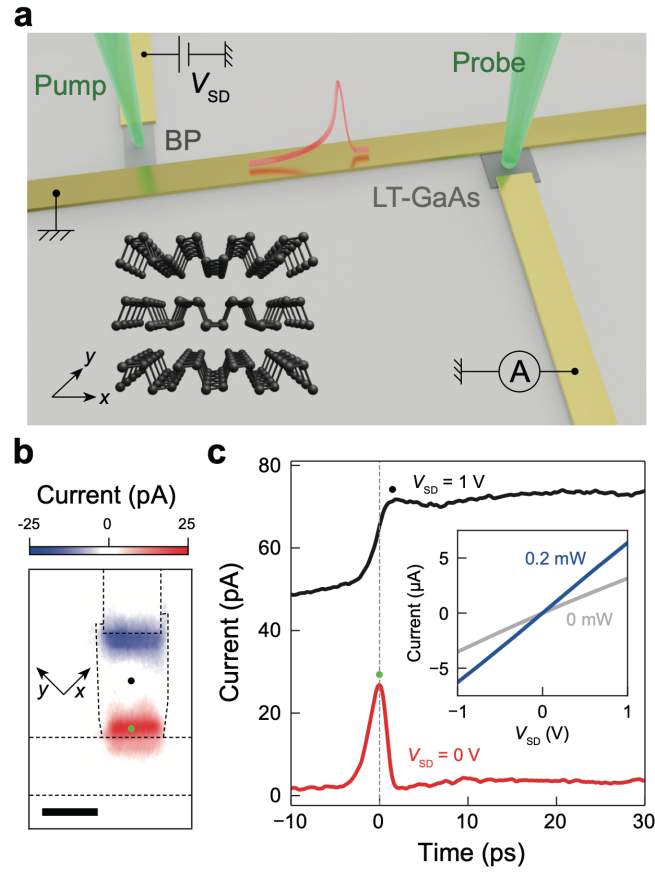 a
Pump
V_SD
BP
Probe
LT-GaAs
y
x
A
b
Current (pA)
-25 0 25
y x
c
Current (pA)
80
60
40
20
0
−10 0 10 20 30
Time (ps)
V_SD = 1 V
V_SD = 0 V
Current (µA)
5
0
−5
0.2 mW
0 mW
−1 0 1
V_SD (V)